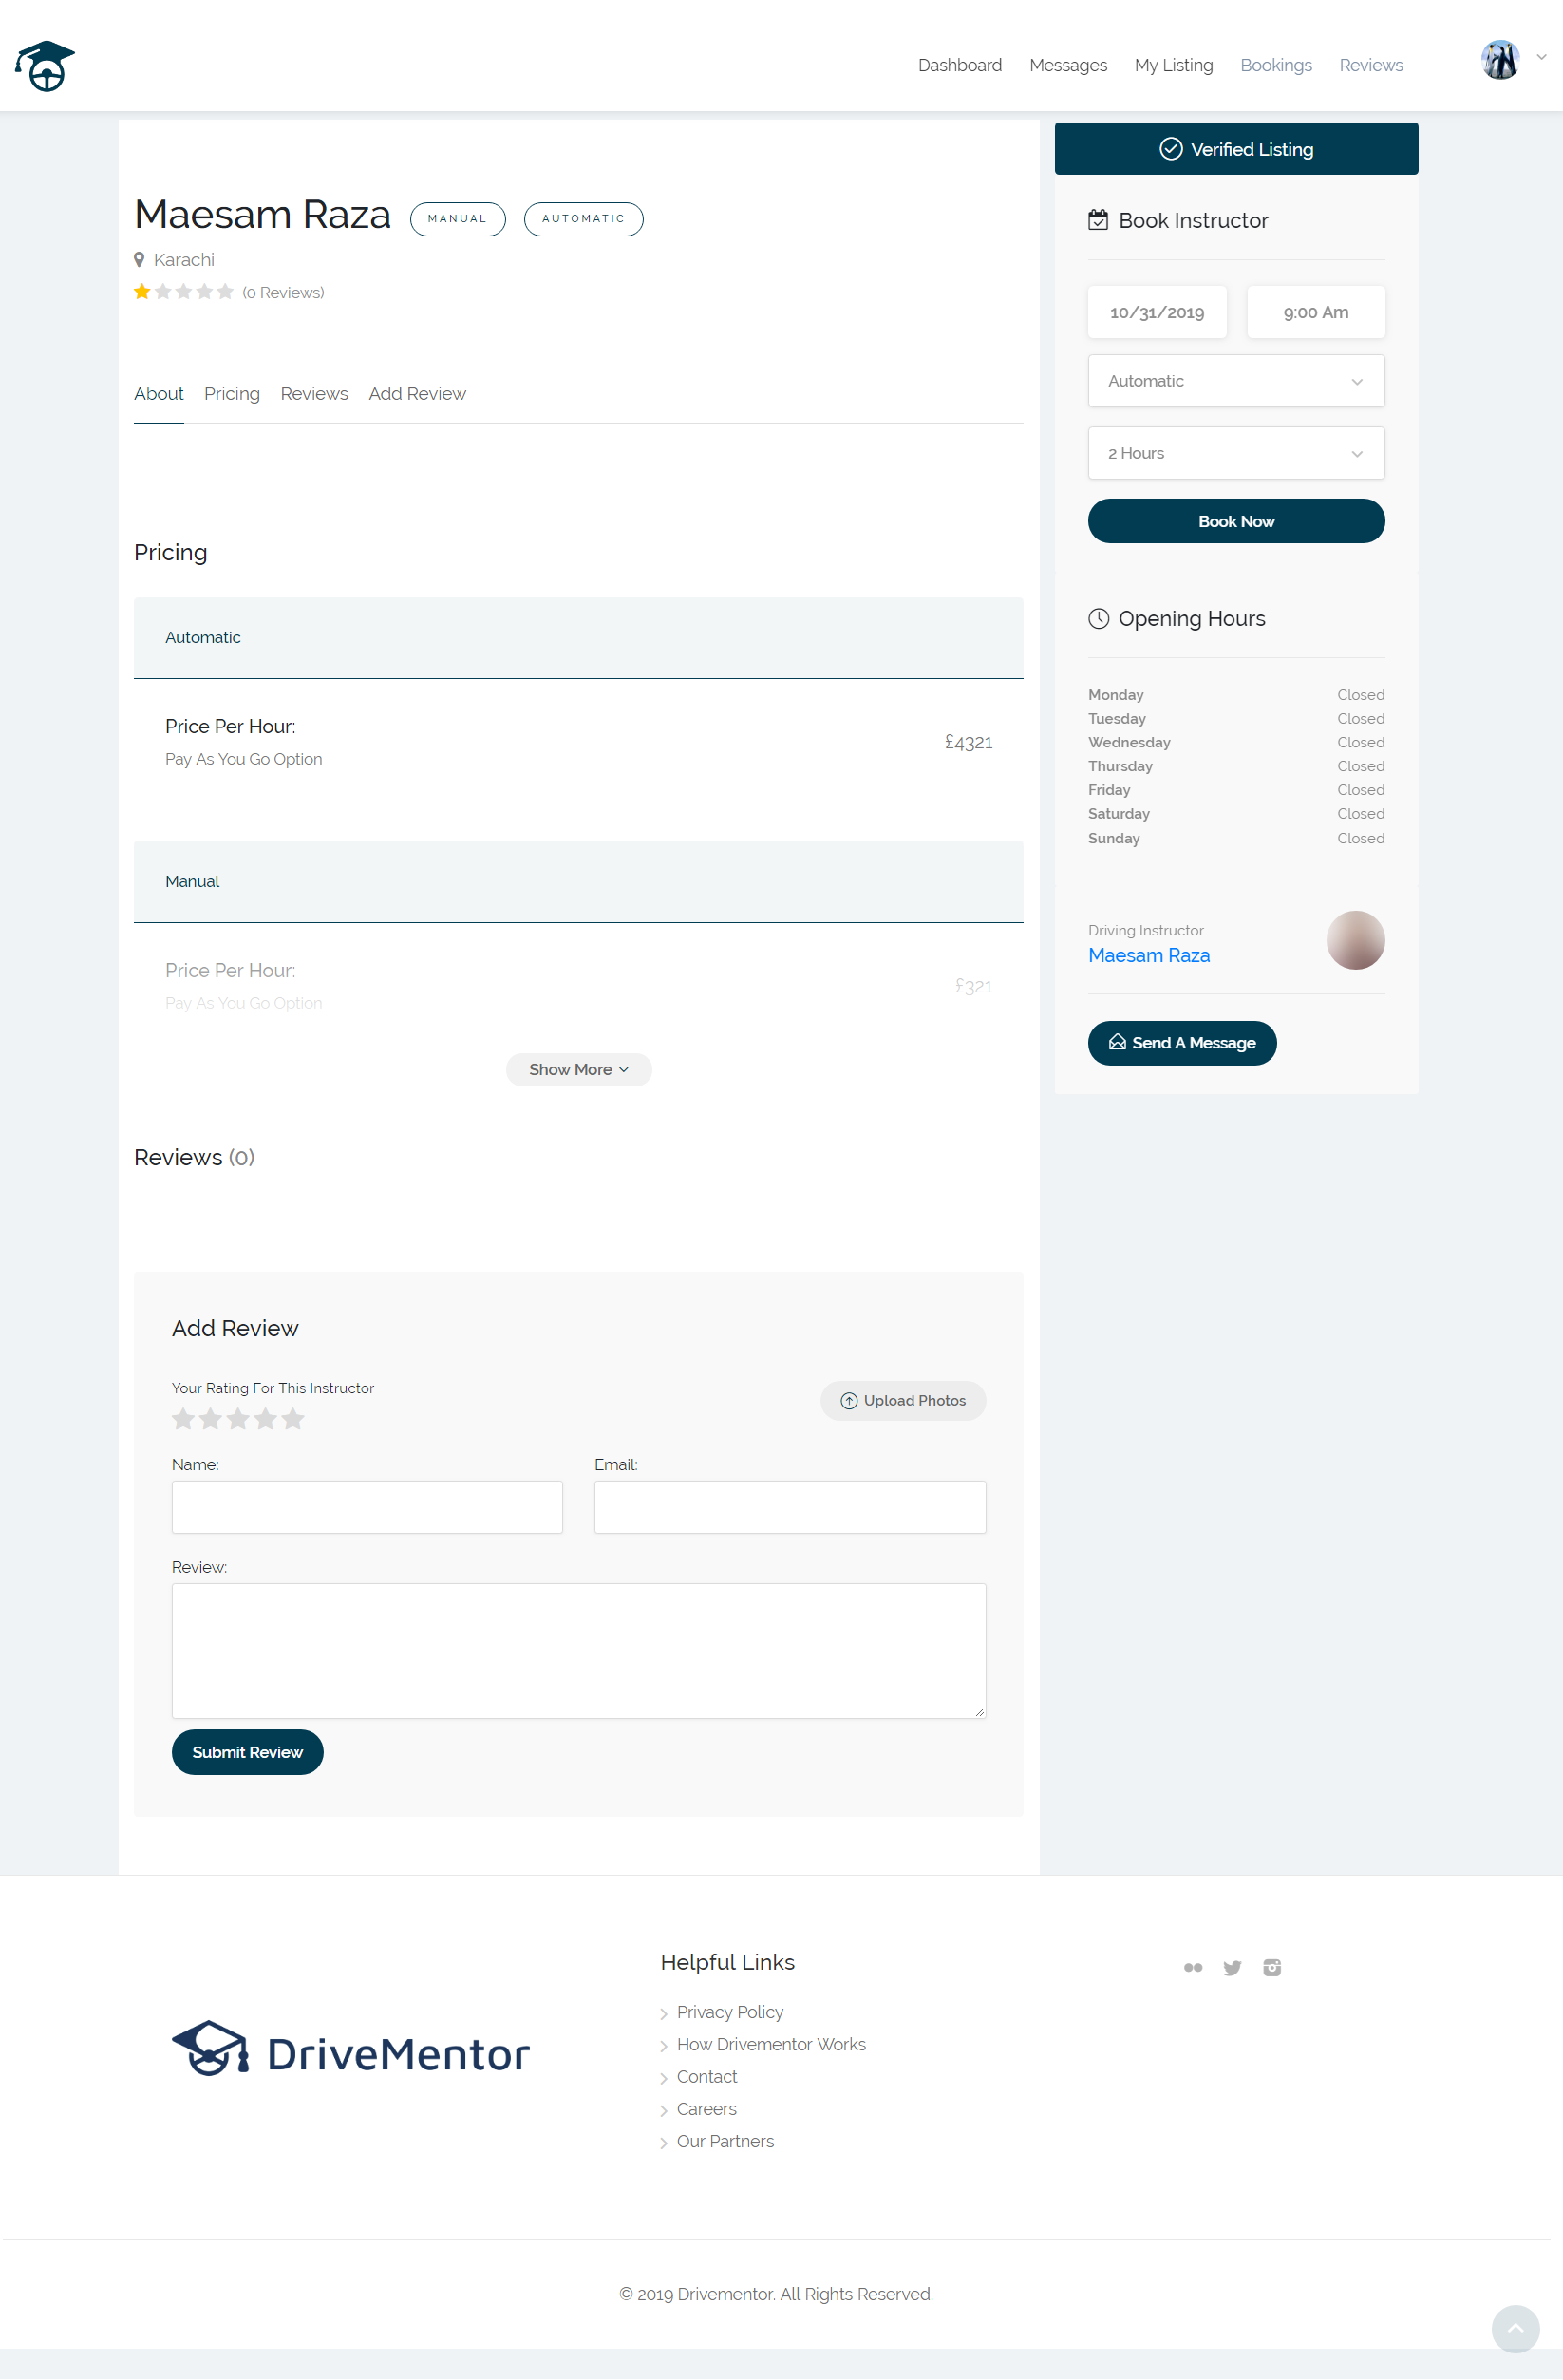 Dashboard Messages My Listing Bookings Reviews
Maesam Raza MANUAL AUTOMATIC
Karachi
(0 Reviews)
About Pricing Reviews Add Review
Pricing
Automatic
Price Per Hour:
Pay As You Go Option
£4321
Manual
Price Per Hour:
Pay As You Go Option
£321
Show More
Reviews (0)
Add Review
Your Rating For This Instructor
Upload Photos
Name:
Email:
Review:
Submit Review
Verified Listing
Book Instructor
10/31/2019 9:00 Am
Automatic
2 Hours
Book Now
Opening Hours
Monday Closed
Tuesday Closed
Wednesday Closed
Thursday Closed
Friday Closed
Saturday Closed
Sunday Closed
Driving Instructor
Maesam Raza
Send A Message
DriveMentor
Helpful Links
Privacy Policy
How Drivementor Works
Contact
Careers
Our Partners
© 2019 Drivementor. All Rights Reserved.